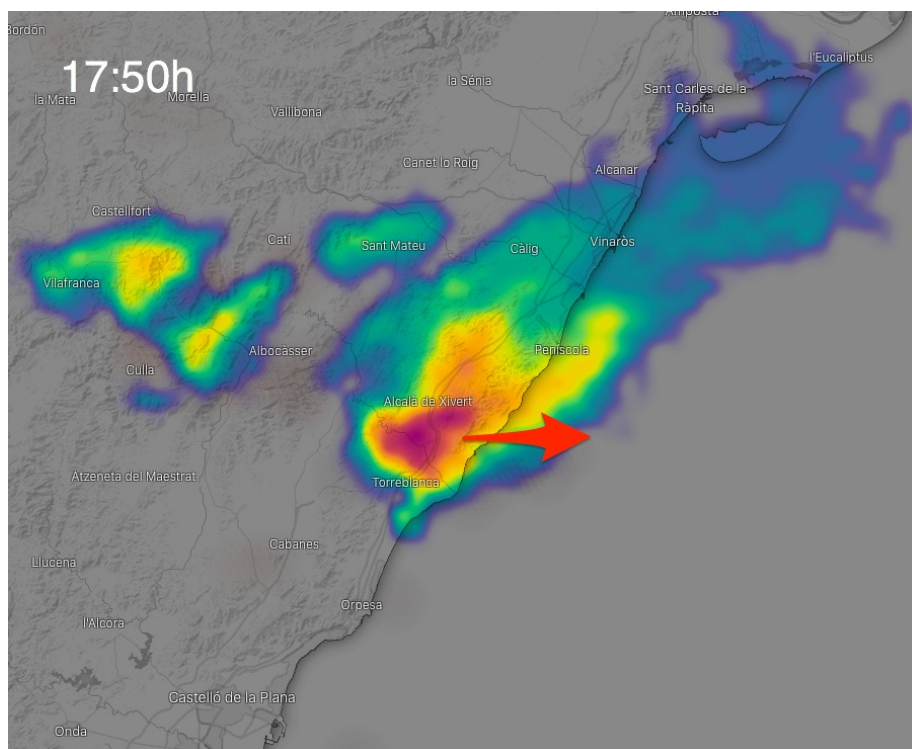 Amposta
Bordón
l'Eucaliptus
17:50h
la Sénia
Sant Carles de la
Ràpita
la Mata
Morella
Vallibona
Canet lo Roig
Alcanar
Castellfort
Catí
Sant Mateu
Càlig
Vinaròs
Vilafranca
Albocàsser
Peníscola
Culla
Alcalà de Xivert
Atzeneta del Maestrat
Torreblanca
Cabanes
Llucena
Orpesa
l'Alcora
Castelló de la Plana
Onda